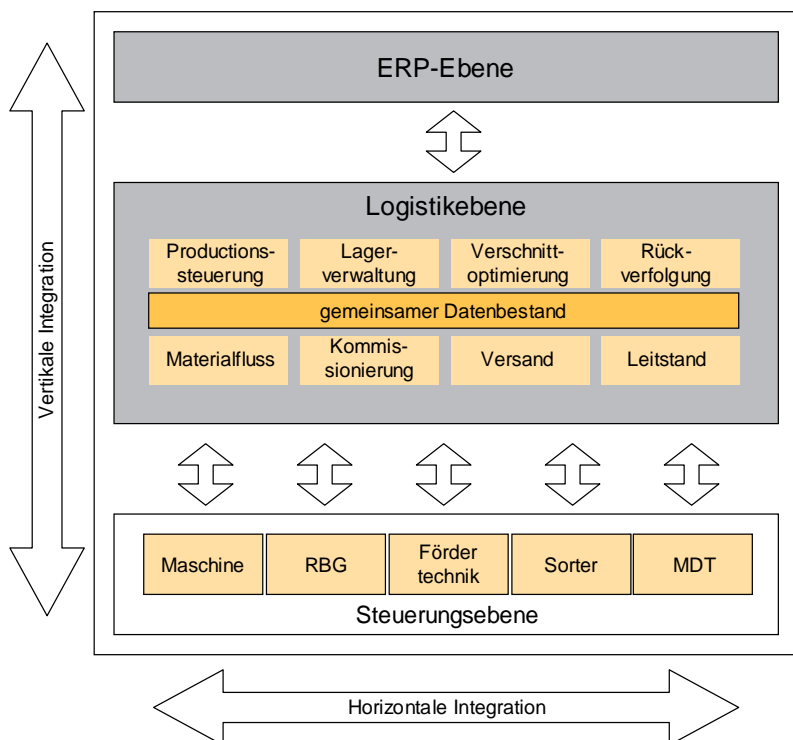 ERP-Ebene
Vertikale Integration
Logistikebene
Productions-
steuerung
Lager-
verwaltung
Verschnitt-
optimierung
Rück-
verfolgung
gemeinsamer Datenbestand
Materialfluss
Kommis-
sionierung
Versand
Leitstand
Maschine
RBG
Förder
technik
Sorter
MDT
Steuerungsebene
Horizontale Integration